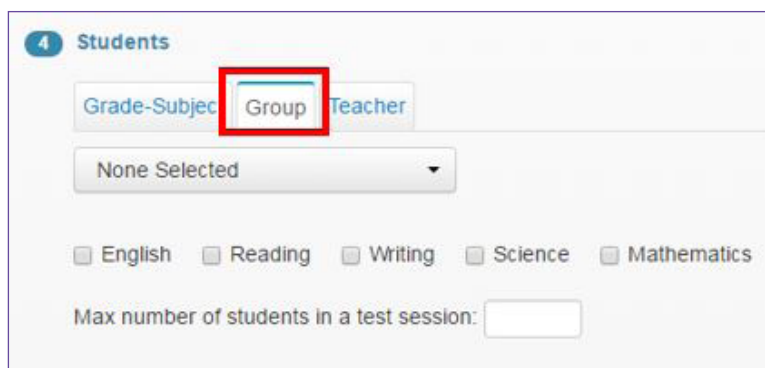 4 Students
Grade-Subjec Group Teacher
None Selected
English Reading Writing Science Mathematics
Max number of students in a test session: